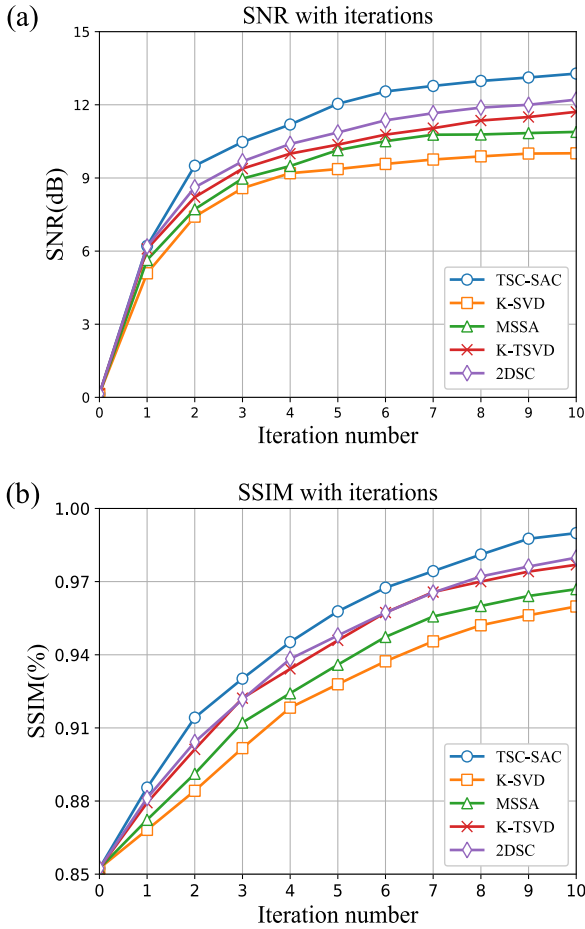 (a)
SNR with iterations
15
12
9
6
3
0
SNR(dB)
TSC-SAC
K-SVD
MSSA
K-TSVD
2DSC
0 1 2 3 4 5 6 7 8 9 10
Iteration number
(b)
SSIM with iterations
1.00
0.97
0.94
0.91
0.88
0.85
SSIM(%)
TSC-SAC
K-SVD
MSSA
K-TSVD
2DSC
0 1 2 3 4 5 6 7 8 9 10
Iteration number